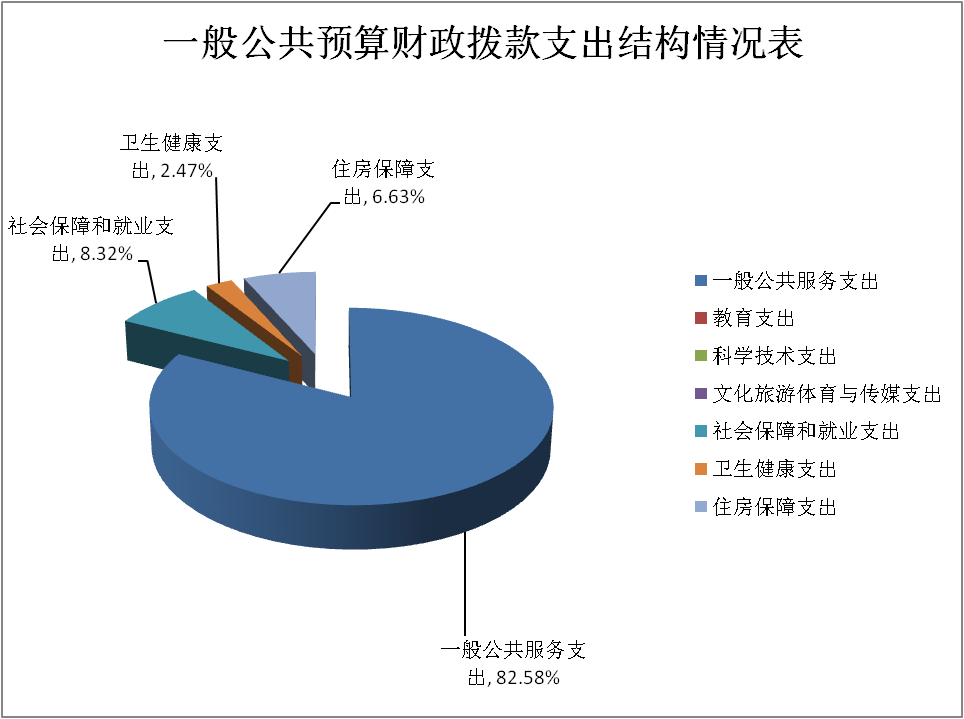 一般公共预算财政拨款支出结构情况表
卫生健康支
出, 2.47%
住房保障支
出, 6.63%
社会保障和就业支
出, 8.32%
一般公共服务支出
教育支出
科学技术支出
文化旅游体育与传媒支出
社会保障和就业支出
卫生健康支出
住房保障支出
一般公共服务支
出, 82.58%